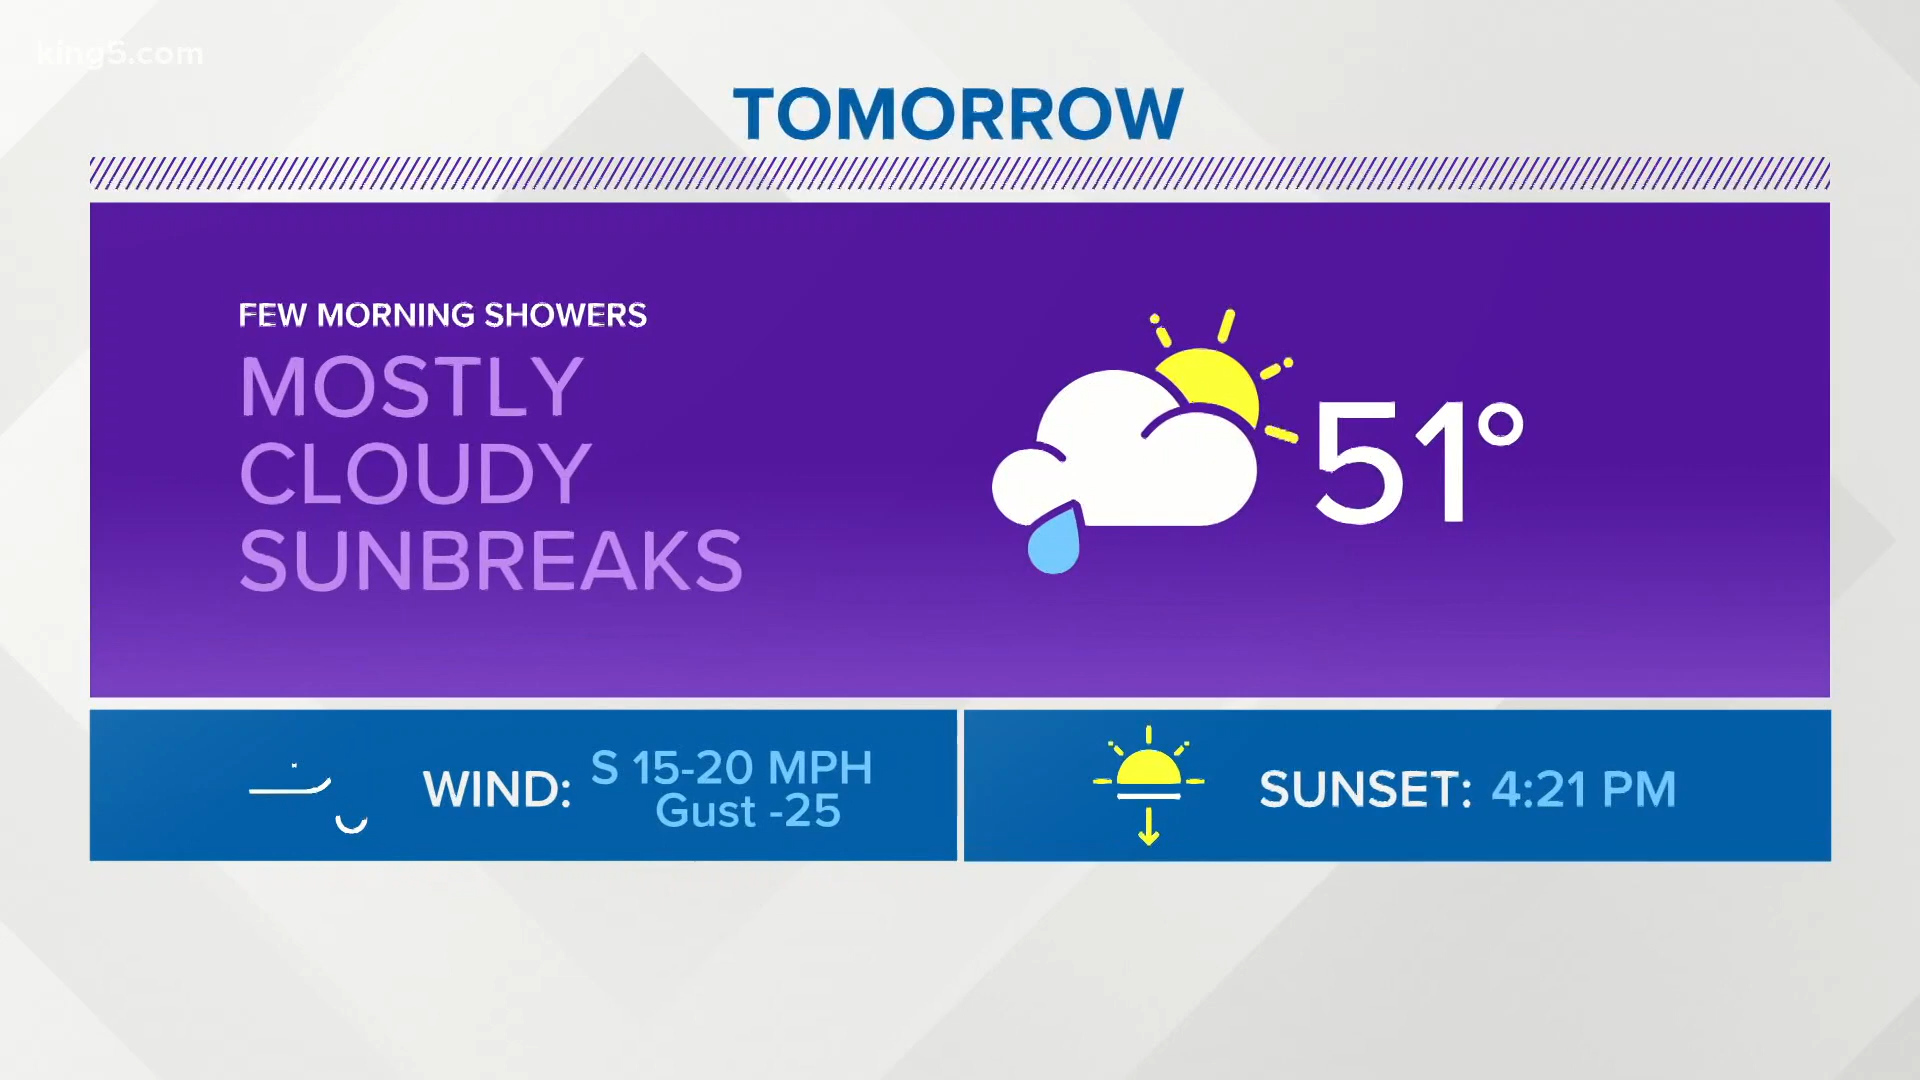 king5.com
TOMORROW
FEW MORNING SHOWERS
MOSTLY
CLOUDY
SUNBREAKS
51°
WIND: S 15-20 MPH
Gust -25
SUNSET: 4:21 PM